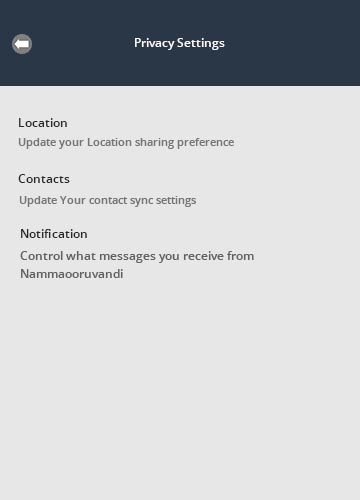 Privacy Settings
Location
Update your Location sharing preference
Contacts
Update Your contact sync settings
Notification
Control what messages you receive from
Nammaooruvandi